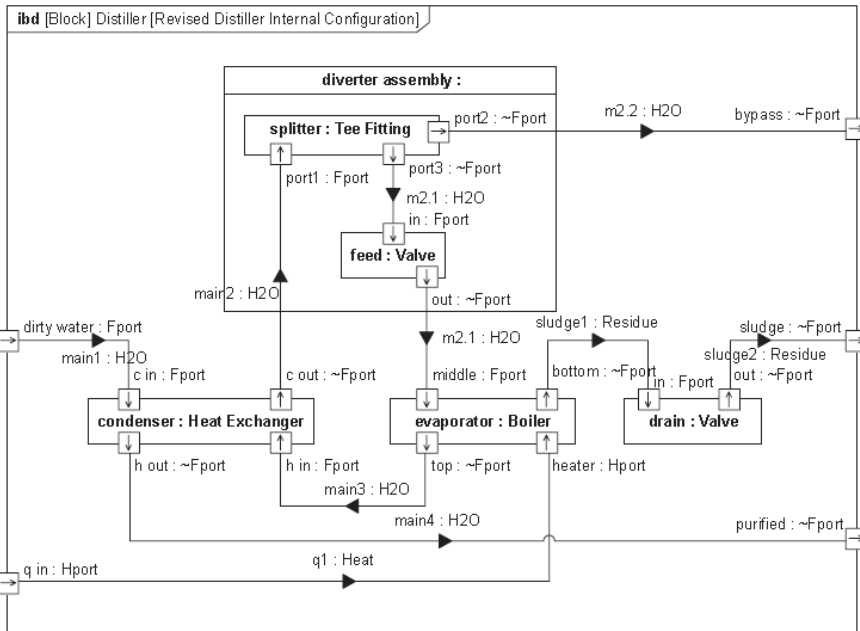 ibd [Block] Distiller [Revised Distiller Internal Configuration]
diverter assembly :
port2 : ~Fport
m2.2 : H2O
bypass : ~Fport
splitter : Tee Fitting
port1 : Fport
port3 : ~Fport
m2.1 : H2O
in : Fport
feed : Valve
main2 : H2O
out : ~Fport
dirty water : Fport
sludge1 : Residue
sludge : ~Fport
main1 : H2O
m2.1 : H2O
sludge2 : Residue
c in : Fport
c out : ~Fport
middle : Fport
bottom : ~Fport
in : Fport
out : ~Fport
condenser : Heat Exchanger
evaporator : Boiler
drain : Valve
h out : ~Fport
h in : Fport
top : ~Fport
heater : Hport
main3 : H2O
main4 : H2O
purified : ~Fport
q in : Hport
q1 : Heat